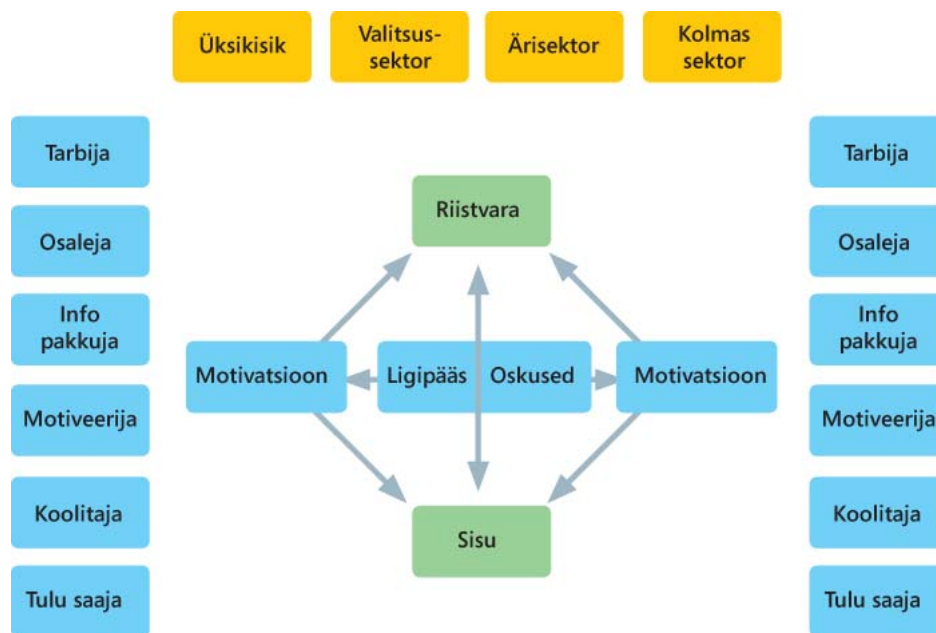 Üksikisik
Valitsus-
sektor
Ärisektor
Kolmas
sektor
Tarbija
Osaleja
Info
pakkuja
Motiveerija
Koolitaja
Tulu saaja
Riistvara
Motivatsioon
Ligipääs
Oskused
Motivatsioon
Sisu
Tarbija
Osaleja
Info
pakkuja
Motiveerija
Koolitaja
Tulu saaja